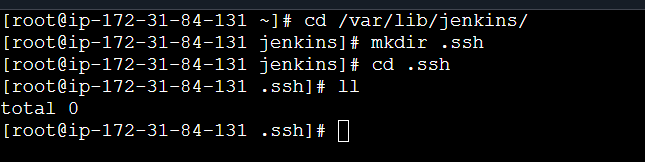 [root@ip-172-31-84-131 ~]# cd /var/lib/jenkins/
[root@ip-172-31-84-131 jenkins]# mkdir .ssh
[root@ip-172-31-84-131 jenkins]# cd .ssh
[root@ip-172-31-84-131 .ssh]# ll
total 0
[root@ip-172-31-84-131 .ssh]#